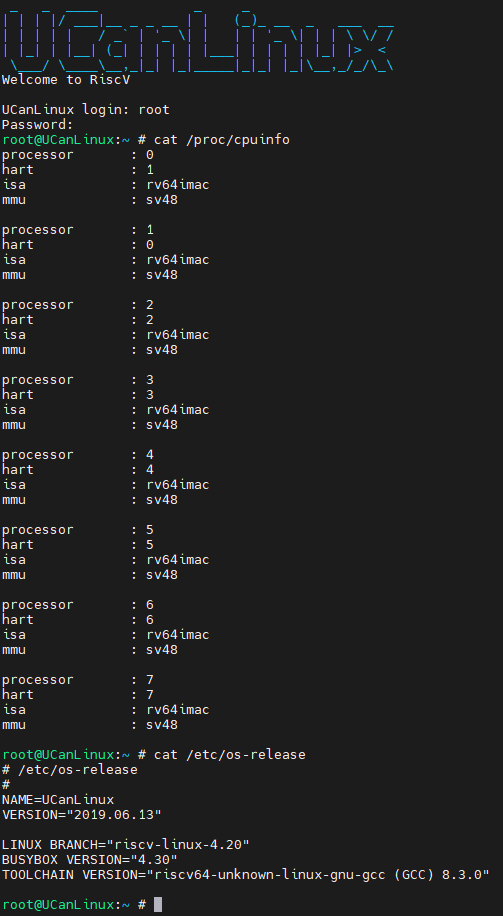 UCanLinux
Welcome to RiscV
UCanLinux login: root
Password:
root@UCanLinux:~ # cat /proc/cpuinfo
processor : 0
hart : 1
isa : rv64imac
mmu : sv48
processor : 1
hart : 0
isa : rv64imac
mmu : sv48
processor : 2
hart : 2
isa : rv64imac
mmu : sv48
processor : 3
hart : 3
isa : rv64imac
mmu : sv48
processor : 4
hart : 4
isa : rv64imac
mmu : sv48
processor : 5
hart : 5
isa : rv64imac
mmu : sv48
processor : 6
hart : 6
isa : rv64imac
mmu : sv48
processor : 7
hart : 7
isa : rv64imac
mmu : sv48
root@UCanLinux:~ # cat /etc/os-release
# /etc/os-release
#
NAME=UCanLinux
VERSION="2019.06.13"
LINUX BRANCH="riscv-linux-4.20"
BUSYBOX VERSION="4.30"
TOOLCHAIN VERSION="riscv64-unknown-linux-gnu-gcc (GCC) 8.3.0"
root@UCanLinux:~ #